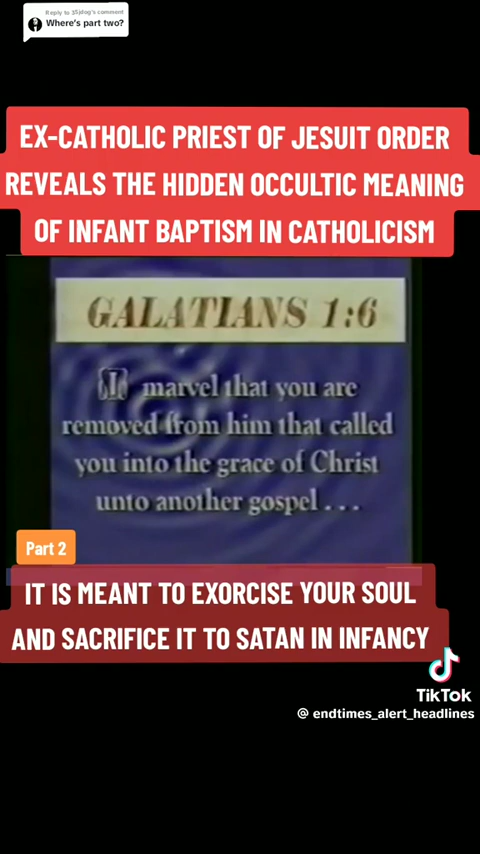 Reply to 3lijdog's comment
Where's part two?
EX-CATHOLIC PRIEST OF JESUIT ORDER
REVEALS THE HIDDEN OCCULTIC MEANING
OF INFANT BAPTISM IN CATHOLICISM
GALATIANS 1:6
I marvel that you are
removed from him that called
you into the grace of Christ
unto another gospel . . .
Part 2
IT IS MEANT TO EXORCISE YOUR SOUL
AND SACRIFICE IT TO SATAN IN INFANCY
TikTok
@ endtimes_alert_headlines